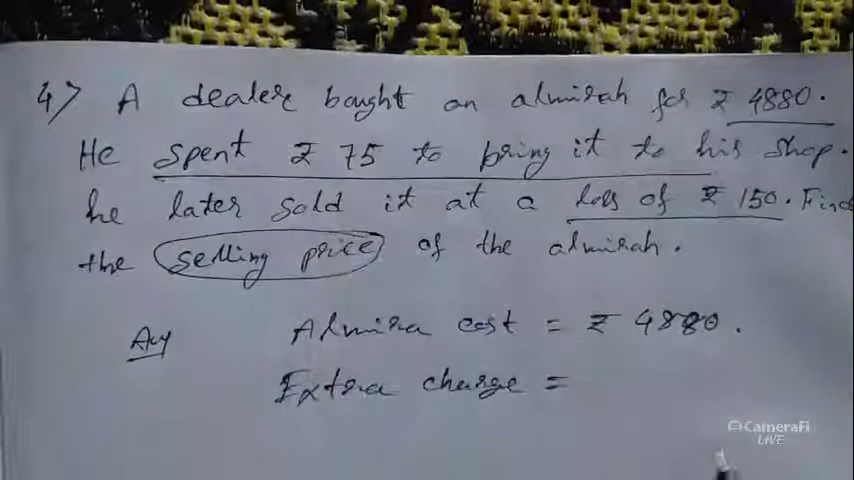 4> A dealer bought an almirah for ₹ 4880.
He spent ₹ 75 to bring it to his shop.
he later sold it at a loss of ₹ 150. Find
the selling price of the almirah.
Ans Almira cost = ₹ 4880.
Extra charge =
CameraFi
LIVE